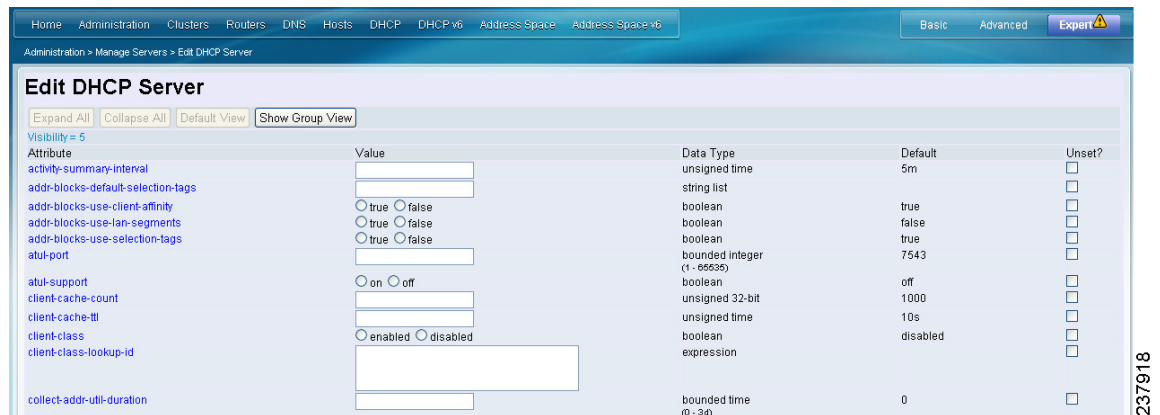 Home Administration Clusters Routers DNS Hosts DHCP DHCP v6 Address Space Address Space v6 Basic Advanced Expert
Administration > Manage Servers > Edit DHCP Server
Edit DHCP Server
Expand All Collapse All Default View Show Group View
Visibility = 5
Attribute Value Data Type Default Unset?
activity-summary-interval unsigned time 5m
addr-blocks-default-selection-tags string list
addr-blocks-use-client-affinity true false boolean true
addr-blocks-use-lan-segments true false boolean false
addr-blocks-use-selection-tags true false boolean true
atul-port bounded integer 7543
(1 - 65535)
atul-support on off boolean off
client-cache-count unsigned 32-bit 1000
client-cache-ttl unsigned time 10s
client-class enabled disabled boolean disabled
client-class-lookup-id expression
collect-addr-util-duration bounded time 0
(0 - 3d)
237918